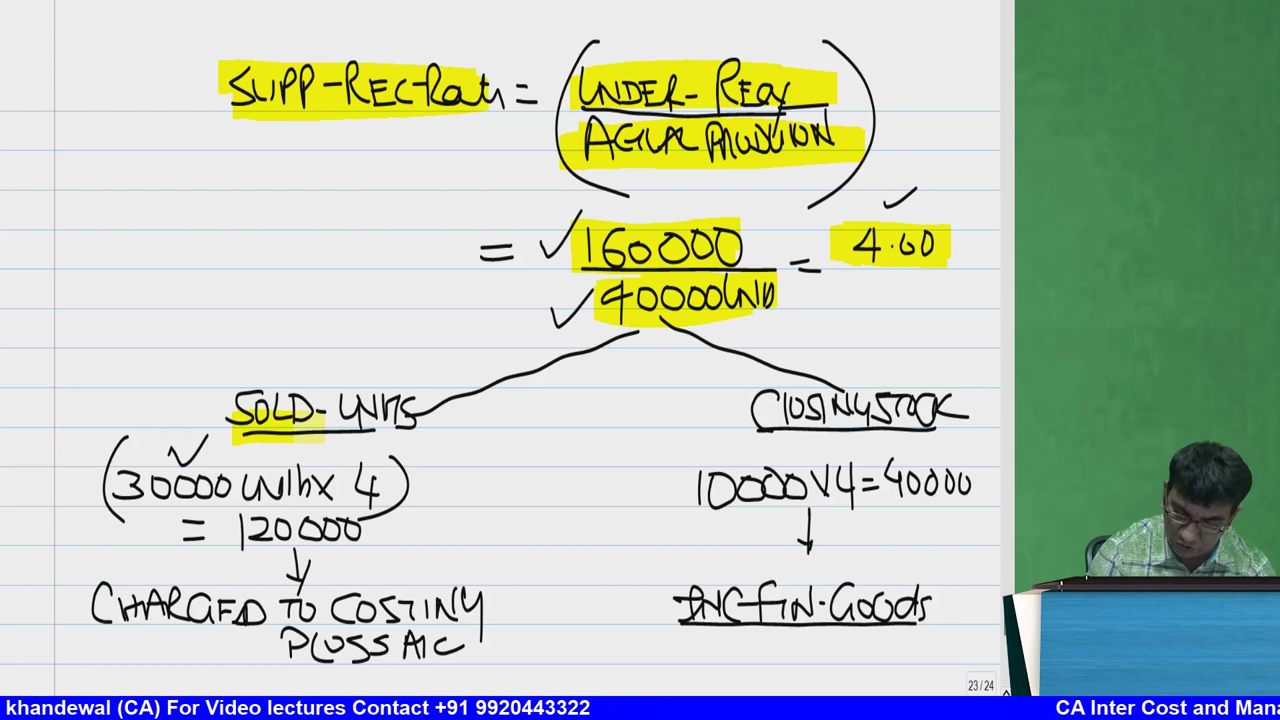 SUPP-REC-Rate = (UNDER-Recy / ACTUAL PRODUCTION)
= 160000 / 40000 Units = 4.00
SOLD-UNITS
CLOSING STOCK
(30000 Units x 4)
= 120000
10000 x 4 = 40000
CHARGED TO COSTING
P/LOSS A/C
INC-FIN-Goods
23 / 24
khandewal (CA) For Video lectures Contact +91 9920443322
CA Inter Cost and Mana